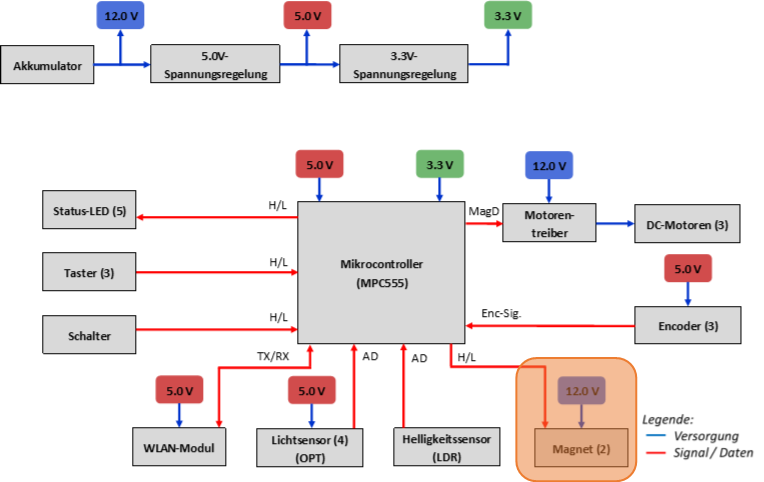 12.0 V
5.0 V
3.3 V
Akkumulator
5.0V-
Spannungsregelung
3.3V-
Spannungsregelung
5.0 V
3.3 V
12.0 V
Status-LED (5)
H/L
Mikrocontroller
(MPC555)
MagD
Motoren-
treiber
DC-Motoren (3)
Taster (3)
H/L
5.0 V
Schalter
H/L
Enc-Sig.
Encoder (3)
TX/RX
AD
AD
H/L
5.0 V
5.0 V
12.0 V
WLAN-Modul
Lichtsensor (4)
(OPT)
Helligkeitssensor
(LDR)
Magnet (2)
Legende:
Versorgung
Signal / Daten